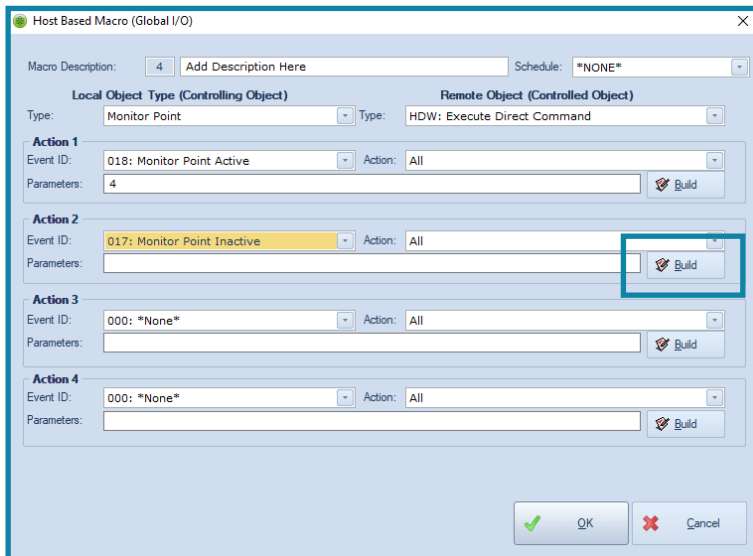 Host Based Macro (Global I/O)
Macro Description: 4 Add Description Here Schedule: *NONE*
Local Object Type (Controlling Object) Remote Object (Controlled Object)
Type: Monitor Point Type: HDW: Execute Direct Command
Action 1
Event ID: 018: Monitor Point Active Action: All
Parameters: 4 Build
Action 2
Event ID: 017: Monitor Point Inactive Action: All
Parameters: Build
Action 3
Event ID: 000: *None* Action: All
Parameters: Build
Action 4
Event ID: 000: *None* Action: All
Parameters: Build
OK Cancel